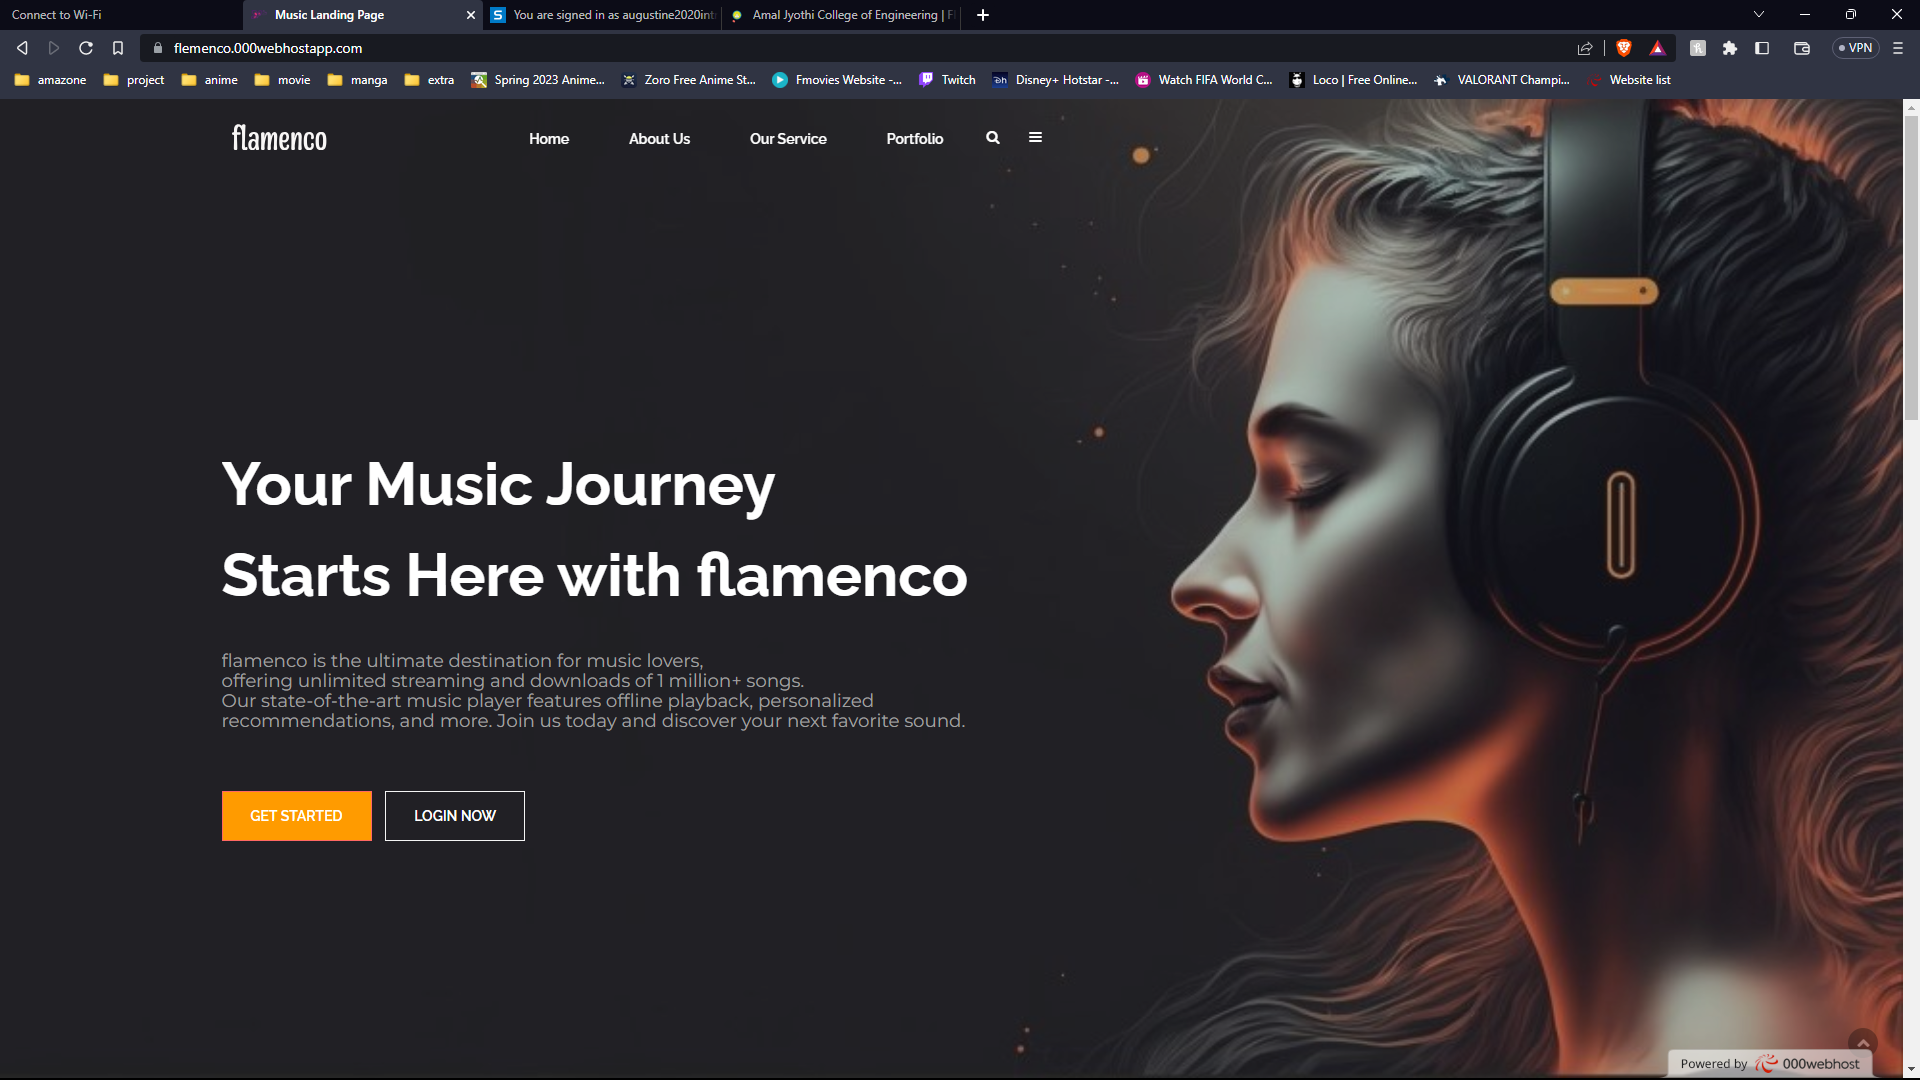 Connect to Wi-Fi
Music Landing Page
You are signed in as augustine2020int
Amal Jyothi College of Engineering | F
flemenco.000webhostapp.com
VPN
amazone
project
anime
movie
manga
extra
Spring 2023 Anime...
Zoro Free Anime St...
Fmovies Website -...
Twitch
Disney+ Hotstar -...
Watch FIFA World C...
Loco | Free Online...
VALORANT Champi...
Website list
flamenco
Home
About Us
Our Service
Portfolio
Your Music Journey
Starts Here with flamenco
flamenco is the ultimate destination for music lovers,
offering unlimited streaming and downloads of 1 million+ songs.
Our state-of-the-art music player features offline playback, personalized
recommendations, and more. Join us today and discover your next favorite sound.
GET STARTED
LOGIN NOW
Powered by 000webhost